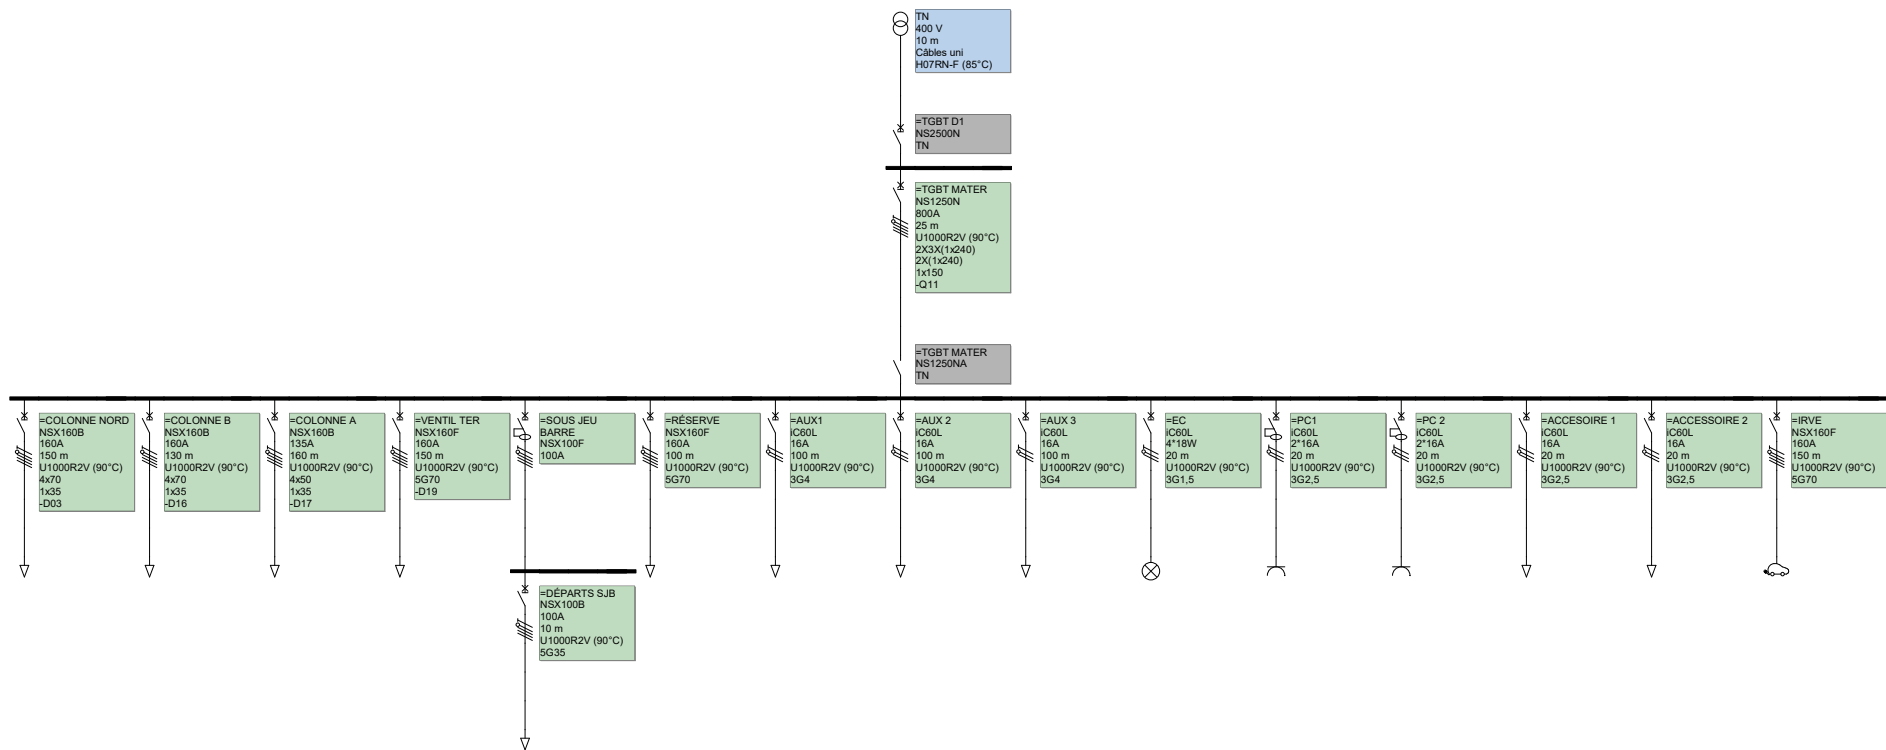 TN
400 V
10 m
Câbles uni
H07RN-F (85°C)
=TGBT D1
NS2500N
TN
=TGBT MATER
NS1250N
800A
25 m
U1000R2V (90°C)
2X3X(1x240)
2X(1x240)
1x150
-Q11
=TGBT MATER
NS1250NA
TN
=COLONNE NORD
NSX160B
160A
150 m
U1000R2V (90°C)
4x70
1x35
-D03
=COLONNE B
NSX160B
160A
130 m
U1000R2V (90°C)
4x70
1x35
-D16
=COLONNE A
NSX160B
135A
160 m
U1000R2V (90°C)
4x50
1x35
-D17
=VENTIL TER
NSX160F
160A
150 m
U1000R2V (90°C)
5G70
-D19
=SOUS JEU
BARRE
NSX100F
100A
=RÉSERVE
NSX160F
160A
100 m
U1000R2V (90°C)
5G70
=AUX1
iC60L
16A
100 m
U1000R2V (90°C)
3G4
=AUX 2
iC60L
16A
100 m
U1000R2V (90°C)
3G4
=AUX 3
iC60L
16A
100 m
U1000R2V (90°C)
3G4
=EC
iC60L
4*18W
20 m
U1000R2V (90°C)
3G1,5
=PC1
iC60L
2*16A
20 m
U1000R2V (90°C)
3G2,5
=PC 2
iC60L
2*16A
20 m
U1000R2V (90°C)
3G2,5
=ACCESOIRE 1
iC60L
16A
20 m
U1000R2V (90°C)
3G2,5
=ACCESSOIRE 2
iC60L
16A
20 m
U1000R2V (90°C)
3G2,5
=IRVE
NSX160F
160A
150 m
U1000R2V (90°C)
5G70
=DÉPARTS SJB
NSX100B
100A
10 m
U1000R2V (90°C)
5G35